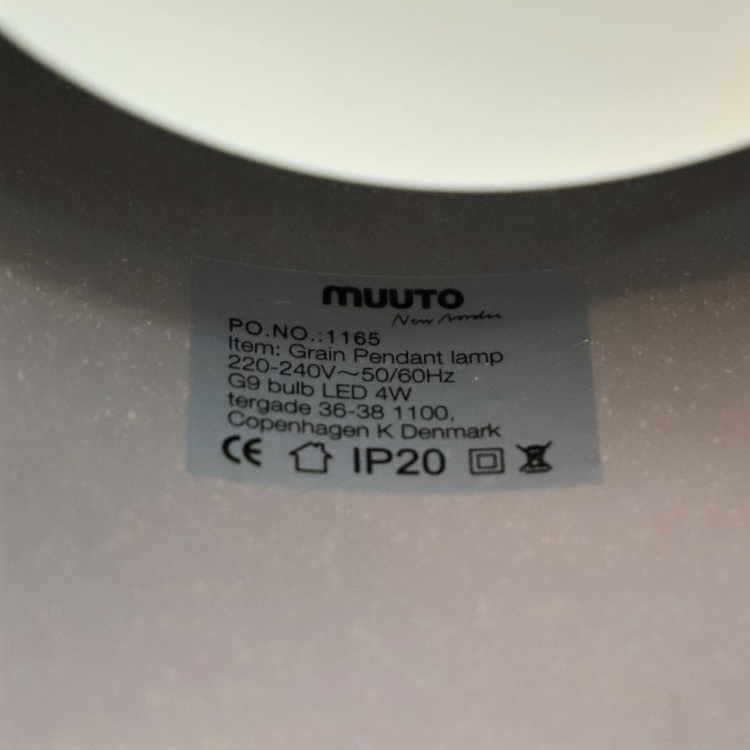 muuto
New Nordic
PO.NO.:1165
Item: Grain Pendant lamp
220-240V~50/60Hz
G9 bulb LED 4W
tergade 36-38 1100,
Copenhagen K Denmark
CE IP20